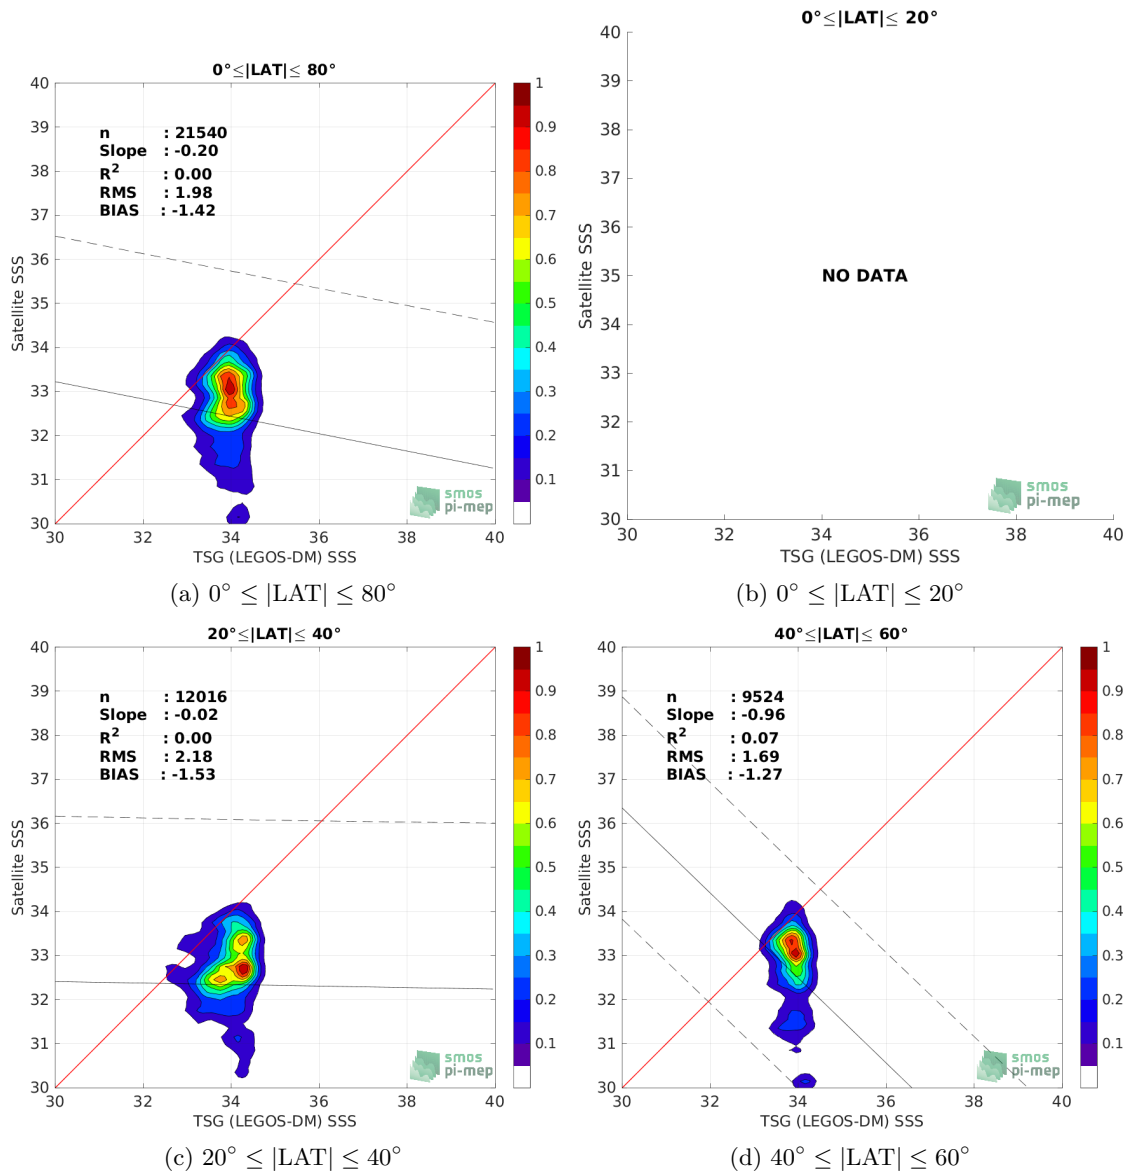 0°≤|LAT|≤ 80°
40
39
38
37
36
35
34
33
32
31
30
Satellite SSS
n : 21540
Slope : -0.20
R² : 0.00
RMS : 1.98
BIAS : -1.42
smos
pi-mep
30 32 34 36 38 40
TSG (LEGOS-DM) SSS
1
0.9
0.8
0.7
0.6
0.5
0.4
0.3
0.2
0.1
(a) 0° ≤ |LAT| ≤ 80°
0°≤|LAT|≤ 20°
40
39
38
37
36
35
34
33
32
31
30
Satellite SSS
NO DATA
smos
pi-mep
30 32 34 36 38 40
TSG (LEGOS-DM) SSS
(b) 0° ≤ |LAT| ≤ 20°
20°≤|LAT|≤ 40°
40
39
38
37
36
35
34
33
32
31
30
Satellite SSS
n : 12016
Slope : -0.02
R² : 0.00
RMS : 2.18
BIAS : -1.53
smos
pi-mep
30 32 34 36 38 40
TSG (LEGOS-DM) SSS
1
0.9
0.8
0.7
0.6
0.5
0.4
0.3
0.2
0.1
(c) 20° ≤ |LAT| ≤ 40°
40°≤|LAT|≤ 60°
40
39
38
37
36
35
34
33
32
31
30
Satellite SSS
n : 9524
Slope : -0.96
R² : 0.07
RMS : 1.69
BIAS : -1.27
smos
pi-mep
30 32 34 36 38 40
TSG (LEGOS-DM) SSS
1
0.9
0.8
0.7
0.6
0.5
0.4
0.3
0.2
0.1
(d) 40° ≤ |LAT| ≤ 60°